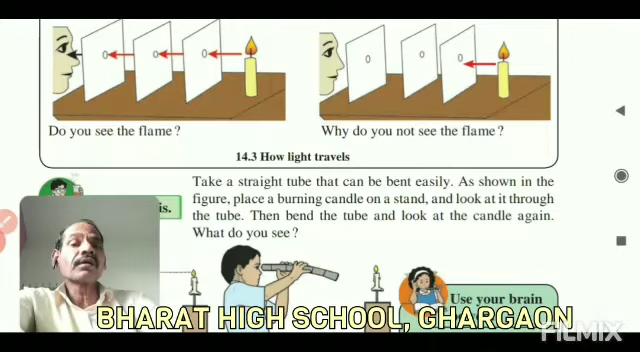 Do you see the flame?
Why do you not see the flame?
14.3 How light travels
is.
Take a straight tube that can be bent easily. As shown in the
figure, place a burning candle on a stand, and look at it through
the tube. Then bend the tube and look at the candle again.
What do you see?
Use your brain
BHARAT HIGH SCHOOL, GHARGAON
FILMIX